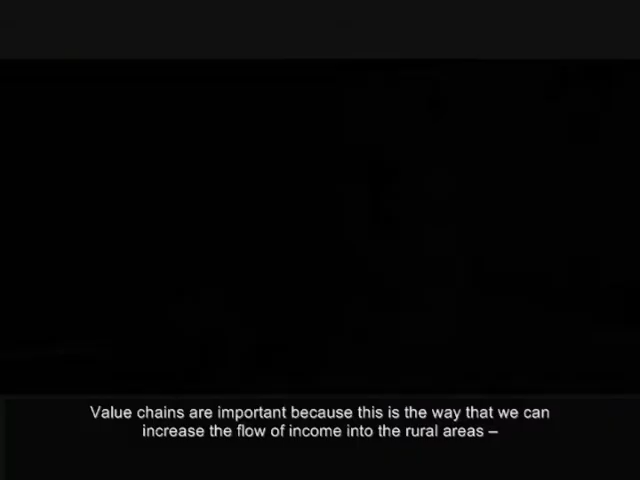 Value chains are important because this is the way that we can
increase the flow of income into the rural areas –